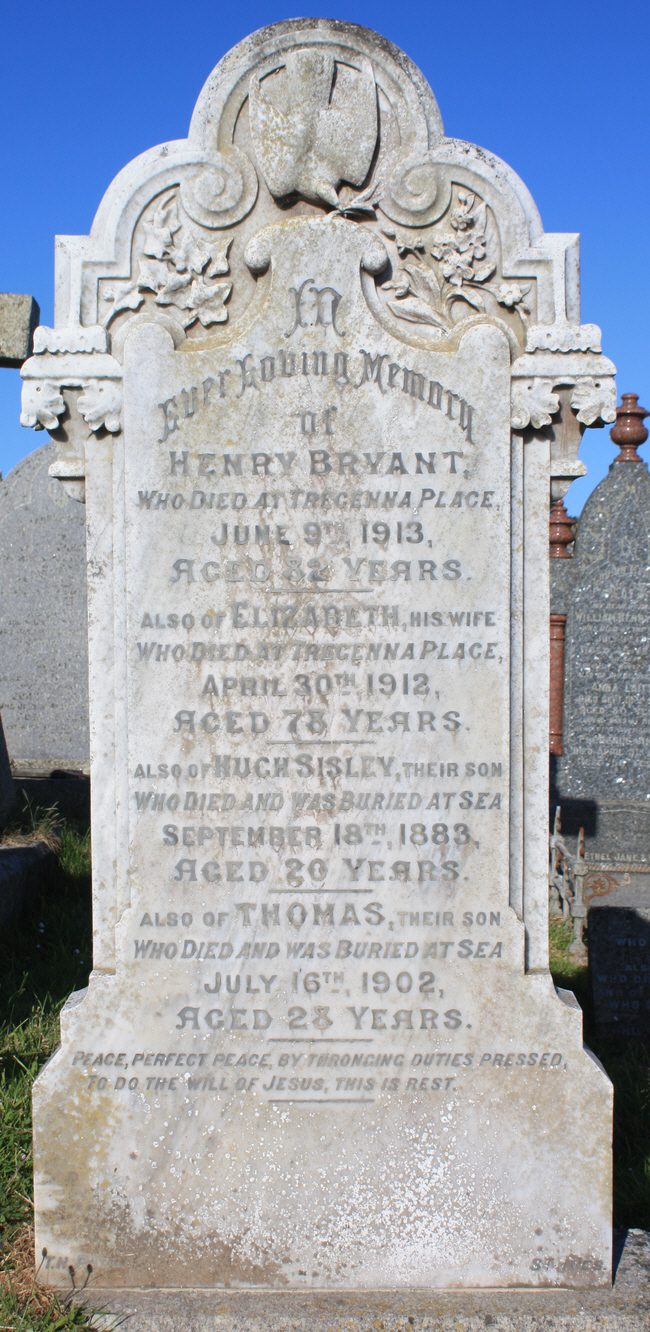 In
Ever Loving Memory
of
HENRY BRYANT,
WHO DIED AT TREGENNA PLACE,
JUNE 9TH, 1913,
AGED 82 YEARS.
ALSO OF ELIZABETH, HIS WIFE
WHO DIED AT TREGENNA PLACE,
APRIL 30TH, 1912,
AGED 78 YEARS.
ALSO OF HUGH SISLEY, THEIR SON
WHO DIED AND WAS BURIED AT SEA
SEPTEMBER 18TH, 1883,
AGED 20 YEARS.
ALSO OF THOMAS, THEIR SON
WHO DIED AND WAS BURIED AT SEA
JULY 16TH, 1902,
AGED 28 YEARS.
PEACE, PERFECT PEACE, BY THRONGING DUTIES PRESSED,
TO DO THE WILL OF JESUS, THIS IS REST.
ETHEL JANE